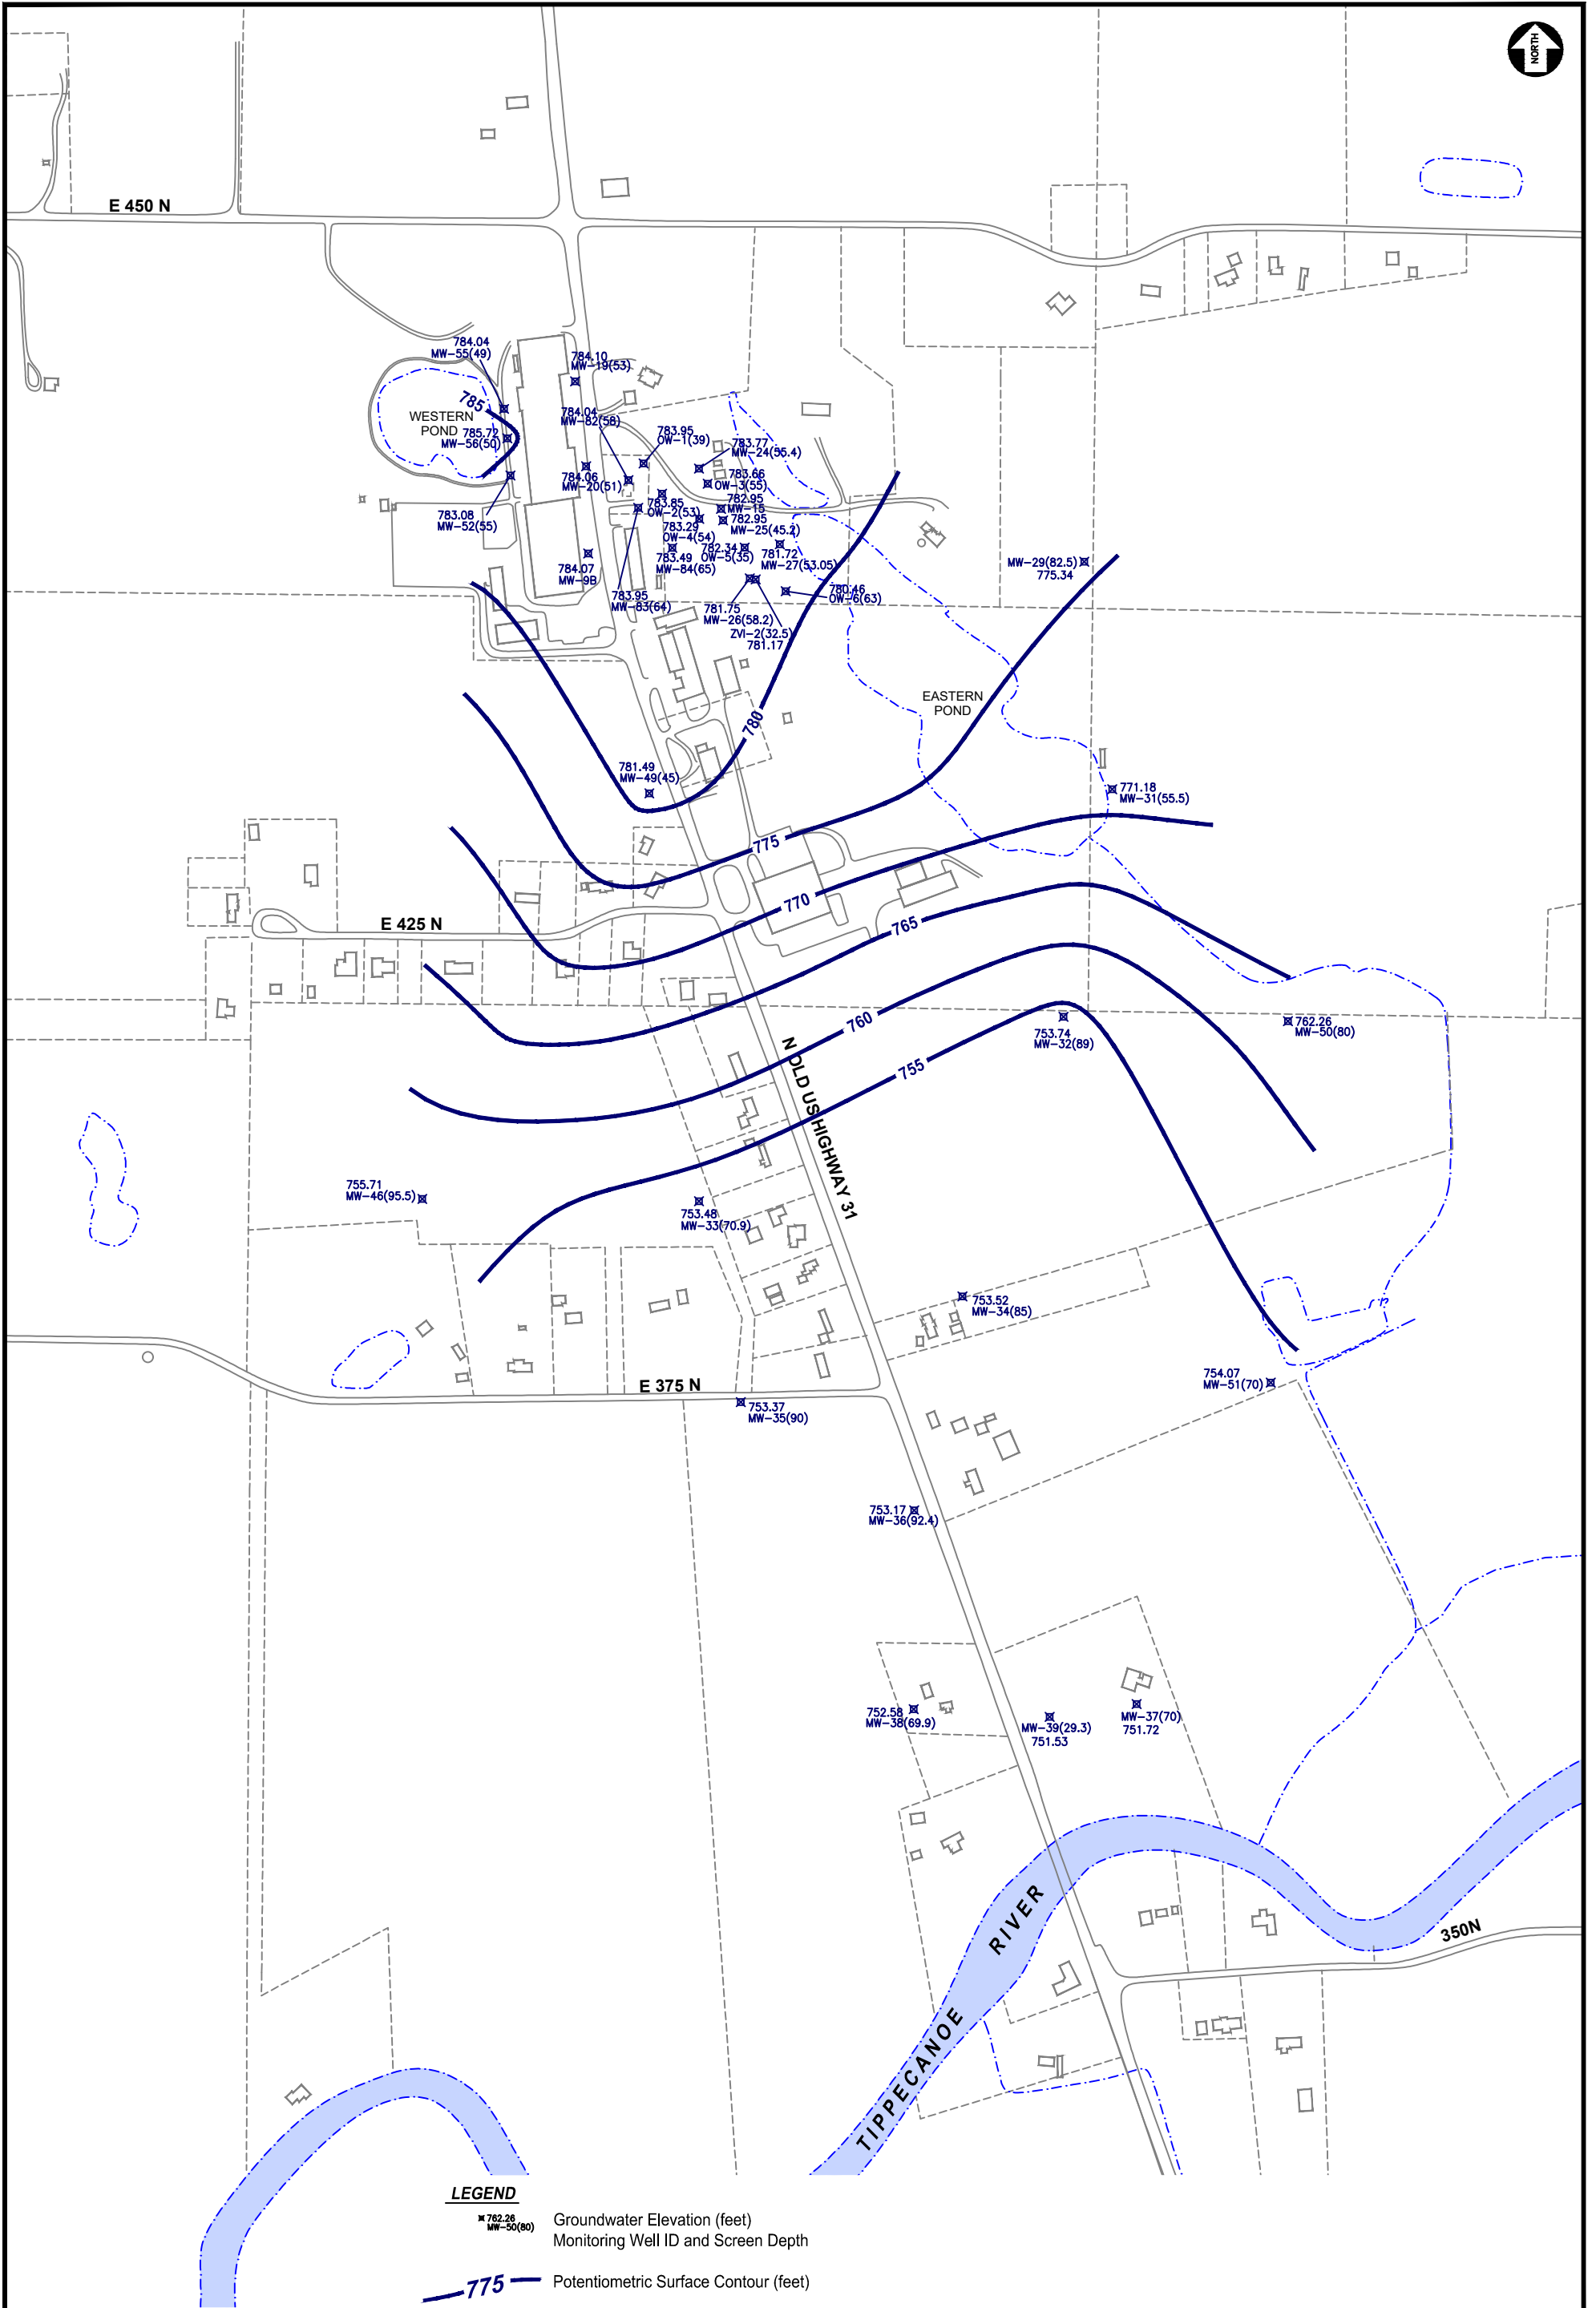 NORTH
E 450 N
784.04
MW-55(49)
784.10
MW-19(53)
785
WESTERN
POND
785.72
MW-56(50)
784.04
MW-82(58)
783.95
OW-1(39)
783.77
MW-24(55.4)
783.66
OW-3(55)
784.06
MW-20(51)
783.85
OW-2(53)
782.95
MW-15
783.08
MW-52(55)
783.29
OW-4(54)
782.95
MW-25(45.2)
784.07
MW-9B
783.49
MW-84(65)
782.34
OW-5(35)
781.72
MW-27(53.05)
MW-29(82.5)
775.34
783.95
MW-83(64)
781.75
MW-26(58.2)
780.46
OW-6(63)
ZVI-2(32.5)
781.17
EASTERN
POND
780
781.49
MW-49(45)
771.18
MW-31(55.5)
775
770
E 425 N
765
760
755
753.74
MW-32(89)
762.26
MW-50(80)
N OLD US HIGHWAY 31
755.71
MW-46(95.5)
753.48
MW-33(70.9)
753.52
MW-34(85)
E 375 N
754.07
MW-51(70)
753.37
MW-35(90)
753.17
MW-36(92.4)
752.58
MW-38(69.9)
MW-39(29.3)
751.53
MW-37(70)
751.72
TIPPECANOE RIVER
350N
LEGEND
762.26
MW-50(80)
Groundwater Elevation (feet)
Monitoring Well ID and Screen Depth
775
Potentiometric Surface Contour (feet)